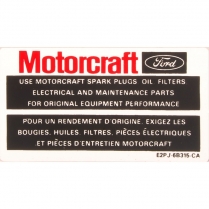 Motorcraft Ford
USE MOTORCRAFT SPARK PLUGS OIL FILTERS
ELECTRICAL AND MAINTENANCE PARTS
FOR ORIGINAL EQUIPMENT PERFORMANCE
POUR UN RENDEMENT D'ORIGINE. EXIGEZ LES
BOUGIES. HUILES. FILTRES. PIÈCES ÉLECTRIQUES
ET PIÈCES D'ENTRETIEN MOTORCRAFT
E2PJ-6B316-CA